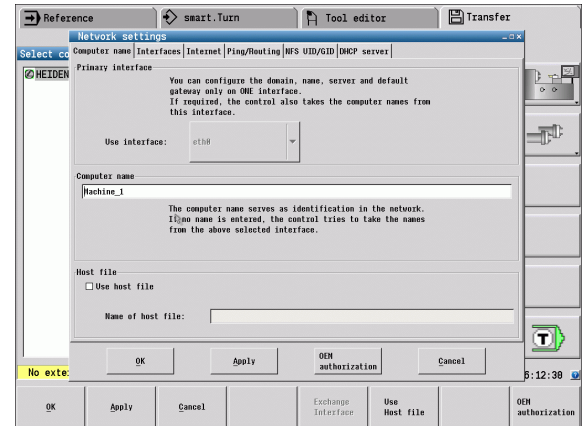 Reference
smart.Turn
Tool editor
Transfer
Network settings
Select co
Computer name Interfaces Internet Ping/Routing NFS UID/GID DHCP server
HEIDEN
Primary interface
You can configure the domain, name, server and default
gateway only on ONE interface.
If required, the control also takes the computer names from
this interface.
Use interface: eth0
Computer name
Machine_1
The computer name serves as identification in the network.
If no name is entered, the control tries to take the names
from the above selected interface.
Host file
Use host file
Name of host file:
T
OK Apply OEM authorization Cancel
No exte
5:12:30
OK Apply Cancel Exchange Interface Use Host file OEM authorization